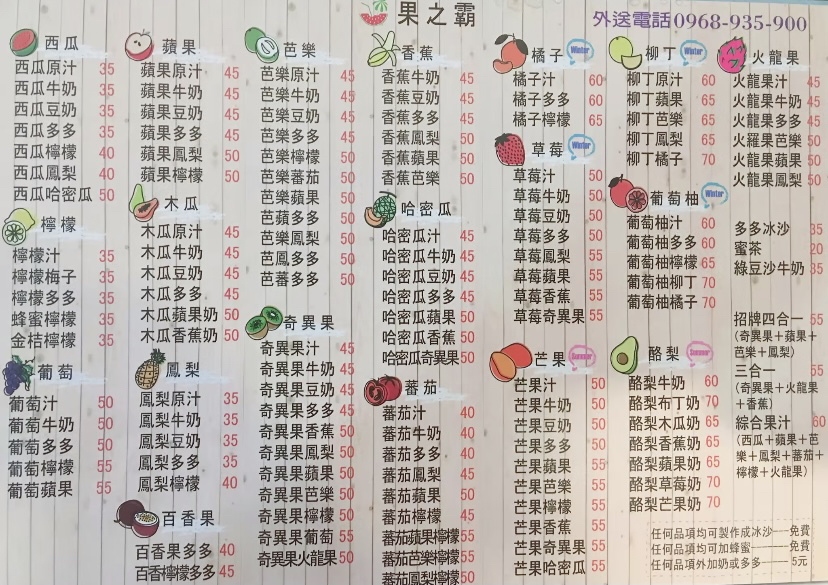 果之霸
外送電話0968-935-900
西瓜
西瓜原汁 35
西瓜牛奶 35
西瓜豆奶 35
西瓜多多 35
西瓜檸檬 40
西瓜鳳梨 40
西瓜哈密瓜 50
檸檬
檸檬汁 35
檸檬梅子 35
檸檬多多 35
蜂蜜檸檬 35
金桔檸檬 35
葡萄
葡萄汁 50
葡萄牛奶 50
葡萄多多 50
葡萄檸檬 55
葡萄蘋果 55
蘋果
蘋果原汁 45
蘋果牛奶 45
蘋果豆奶 45
蘋果多多 45
蘋果鳳梨 50
蘋果檸檬 50
木瓜
木瓜原汁 45
木瓜牛奶 45
木瓜豆奶 45
木瓜多多 45
木瓜蘋果奶 50
木瓜香蕉奶 50
鳳梨
鳳梨原汁 35
鳳梨牛奶 35
鳳梨豆奶 35
鳳梨多多 35
鳳梨檸檬 40
百香果
百香果多多 40
百香檸檬多多 45
芭樂
芭樂原汁 45
芭樂牛奶 45
芭樂豆奶 45
芭樂多多 45
芭樂檸檬 50
芭樂蕃茄 50
芭樂蘋果 50
芭蘋多多 50
芭樂鳳梨 50
芭鳳多多 50
芭蕃多多 50
奇異果
奇異果汁 45
奇異果牛奶 45
奇異果豆奶 45
奇異果多多 45
奇異果香蕉 50
奇異果鳳梨 50
奇異果蘋果 50
奇異果芭樂 50
奇異果檸檬 50
奇異果葡萄 55
奇異果火龍果 50
香蕉
香蕉牛奶 45
香蕉豆奶 45
香蕉多多 45
香蕉鳳梨 50
香蕉蘋果 50
香蕉芭樂 50
哈密瓜
哈密瓜汁 45
哈密瓜牛奶 45
哈密瓜豆奶 45
哈密瓜多多 45
哈密瓜蘋果 50
哈密瓜香蕉 50
哈密瓜奇異果 50
蕃茄
蕃茄汁 40
蕃茄牛奶 40
蕃茄多多 40
蕃茄鳳梨 45
蕃茄蘋果 50
蕃茄檸檬 45
蕃茄蘋果檸檬 55
蕃茄芭樂檸檬 55
蕃茄鳳梨檸檬 50
橘子 Winter
橘子汁 60
橘子多多 60
橘子檸檬 65
草莓 Winter
草莓汁 50
草莓牛奶 50
草莓豆奶 50
草莓多多 50
草莓鳳梨 55
草莓蘋果 55
草莓香蕉 55
草莓奇異果 55
芒果 Summer
芒果汁 50
芒果牛奶 50
芒果豆奶 50
芒果多多 50
芒果蘋果 55
芒果芭樂 55
芒果檸檬 55
芒果香蕉 55
芒果奇異果 55
芒果哈密瓜 55
柳丁 Winter
柳丁原汁 60
柳丁蘋果 65
柳丁芭樂 65
柳丁鳳梨 65
柳丁橘子 70
葡萄柚 Winter
葡萄柚汁 60
葡萄柚多多 60
葡萄柚檸檬 65
葡萄柚柳丁 70
葡萄柚橘子 70
酪梨 Summer
酪梨牛奶 60
酪梨布丁奶 70
酪梨木瓜奶 65
酪梨香蕉奶 65
酪梨蘋果奶 65
酪梨草莓奶 70
酪梨芒果奶 70
火龍果
火龍果汁 45
火龍果牛奶 45
火龍果多多 45
火羅果芭樂 50
火龍果蘋果 50
火龍果鳳梨 50
多多冰沙 35
蜜茶 20
綠豆沙牛奶 35
招牌四合一 55
(奇異果＋蘋果＋
芭樂＋鳳梨)
三合一 55
(奇異果＋火龍果
＋香蕉)
綜合果汁 60
(西瓜＋蘋果＋芭
樂＋鳳梨＋蕃茄＋
檸檬＋火龍果)
任何品項均可製作成冰沙──免費
任何品項均可加蜂蜜────免費
任何品項外加奶或多多─── 5元